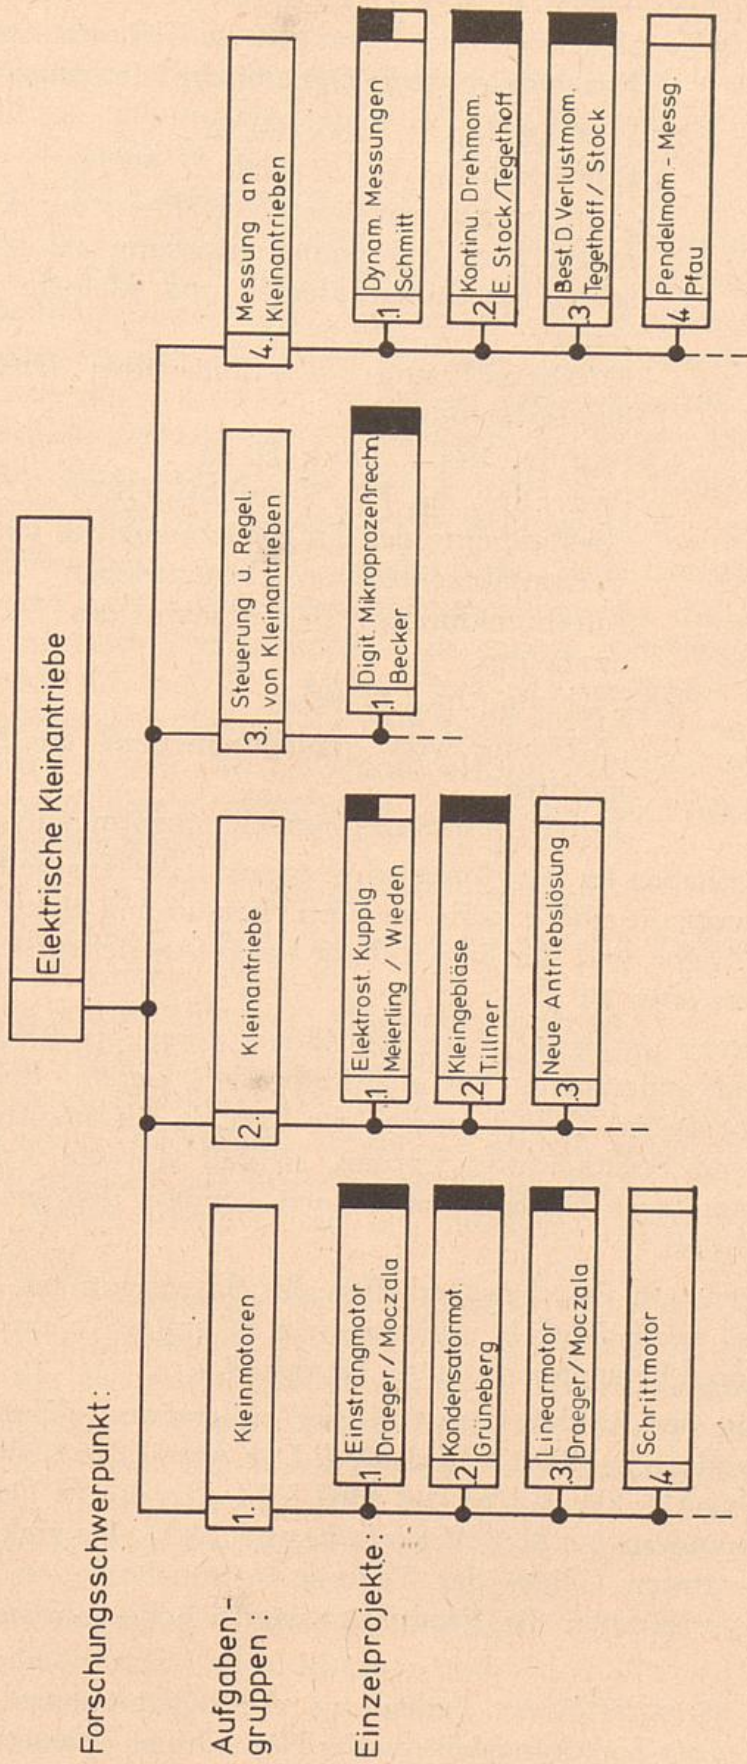 Forschungsschwerpunkt:
Elektrische Kleinantriebe
Aufgaben-
gruppen :
1. Kleinmotoren
2. Kleinantriebe
3. Steuerung u. Regel.
von Kleinantrieben
4. Messung an
Kleinantrieben
Einzelprojekte:
.1 Einstrangmotor
Draeger / Moczala
.2 Kondensatormot.
Grüneberg
.3 Linearmotor
Draeger / Moczala
.4 Schrittmotor
.1 Elektrost. Kupplg
Meierling / Wieden
.2 Kleingebläse
Tillner
.3 Neue Antriebslösung
.1 Digit. Mikroprozeßrechn
Becker
.1 Dynam. Messungen
Schmitt
.2 Kontinu. Drehmom.
E. Stock/Tegethoff
.3 Best. D. Verlustmom.
Tegethoff / Stock
.4 Pendelmom.- Messg.
Pfau